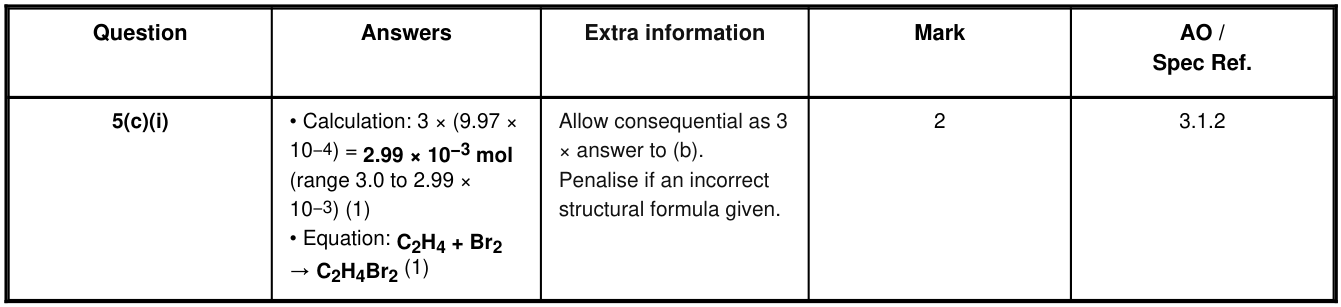 Question Answers Extra information Mark AO /
Spec Ref.
5(c)(i) • Calculation: 3 × (9.97 × Allow consequential as 3 2 3.1.2
10–4) = 2.99 × 10–3 mol × answer to (b).
(range 3.0 to 2.99 × Penalise if an incorrect
10–3) (1) structural formula given.
• Equation: C2H4 + Br2
→ C2H4Br2 (1)